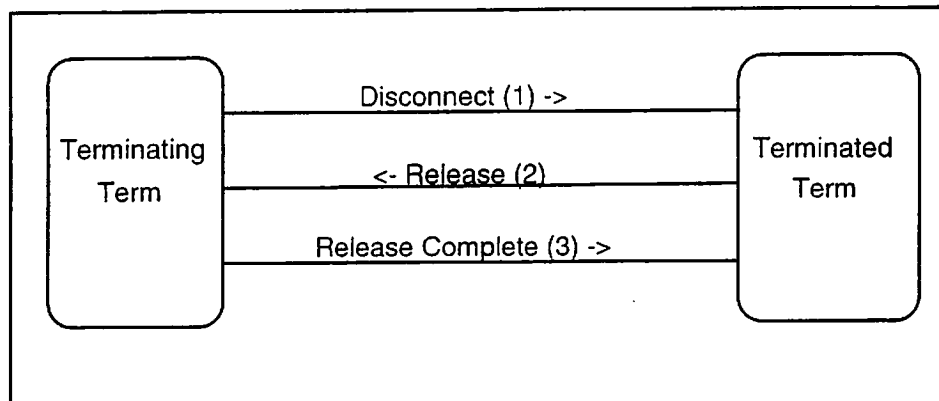 Disconnect (1) ->
Terminating
Term
<- Release (2)
Terminated
Term
Release Complete (3) ->